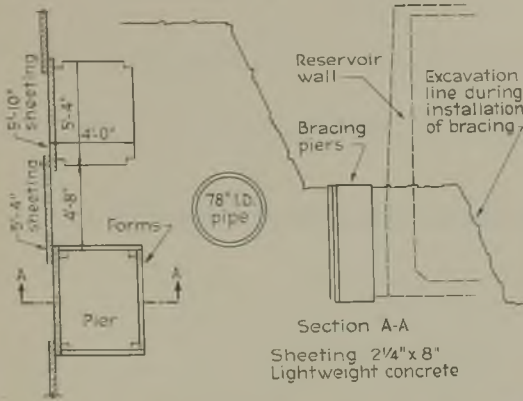 5'-10"
sheeting
5'-4"
4'-0"
5'-4"
sheeting
4'-8"
Forms
A
A
Pier
78" I.D.
pipe
Reservoir
wall
Bracing
piers
Excavation
line during
installation
of bracing
Section A-A
Sheeting 2¼" x 8"
Lightweight concrete